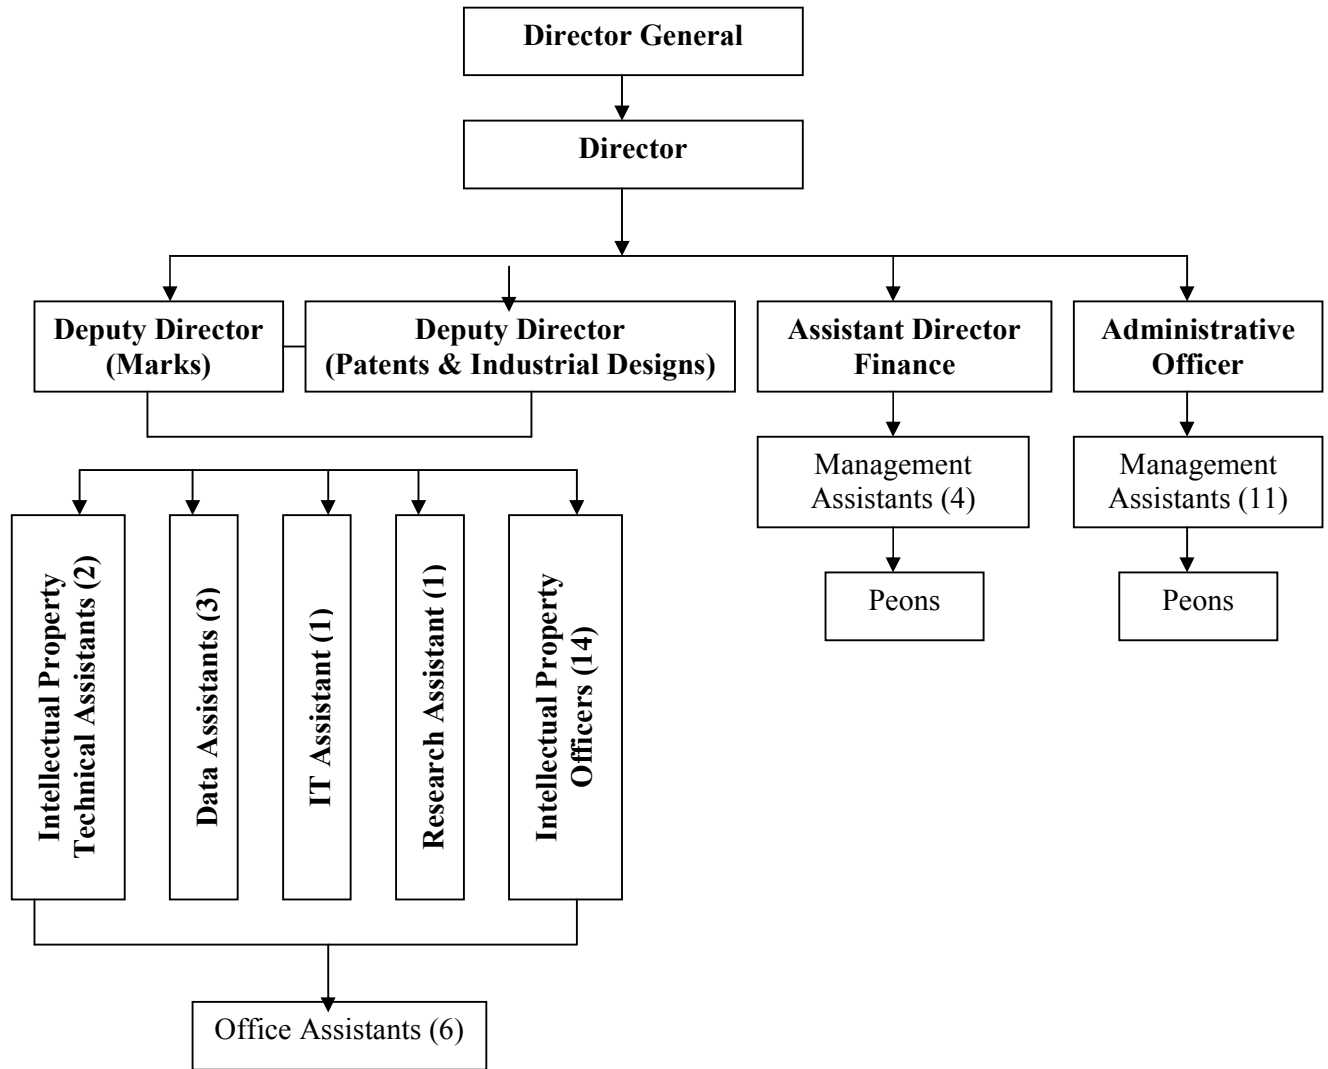 Director General
Director
Deputy Director
(Marks)
Deputy Director
(Patents & Industrial Designs)
Assistant Director
Finance
Administrative
Officer
Management
Assistants (4)
Management
Assistants (11)
Peons
Peons
Intellectual Property
Technical Assistants (2)
Data Assistants (3)
IT Assistant (1)
Research Assistant (1)
Intellectual Property
Officers (14)
Office Assistants (6)